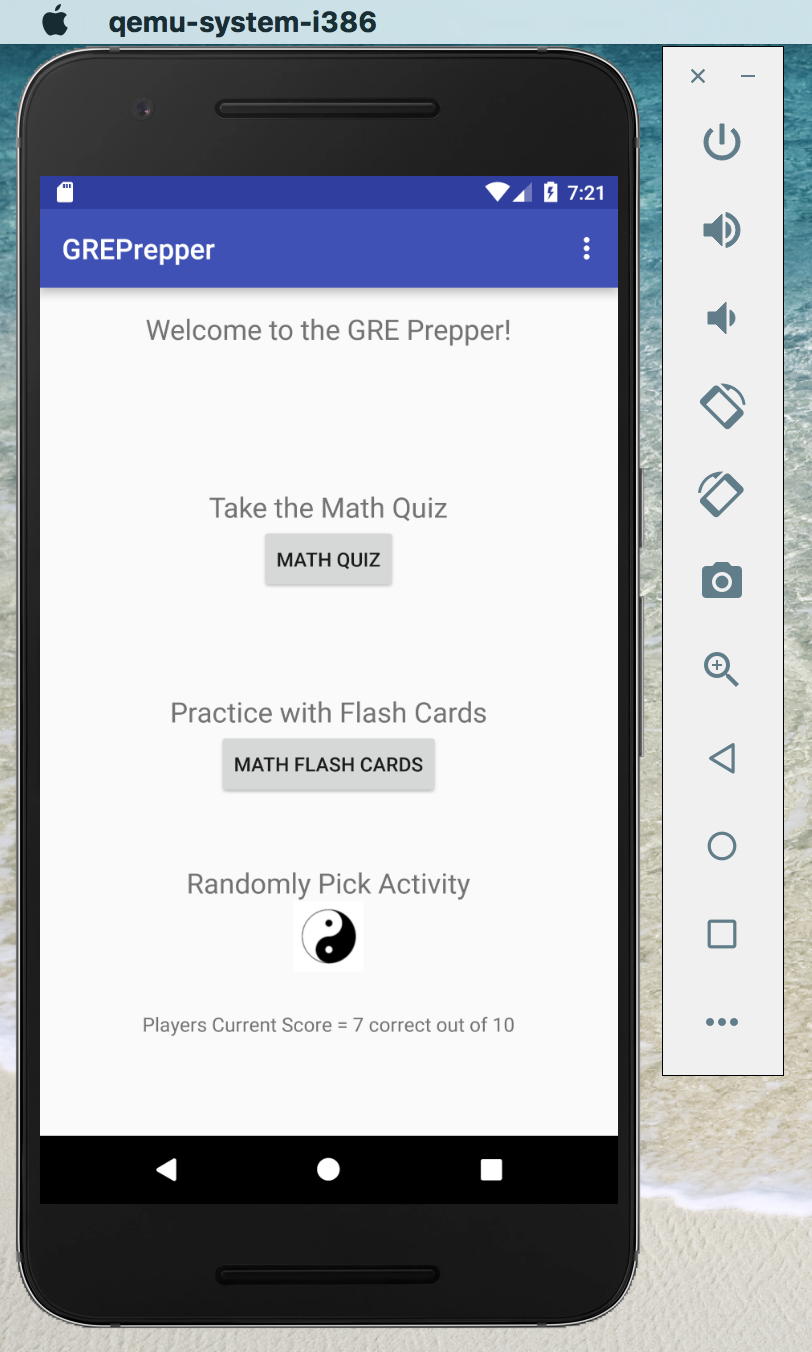 qemu-system-i386
7:21
GREPrepper
Welcome to the GRE Prepper!
Take the Math Quiz
MATH QUIZ
Practice with Flash Cards
MATH FLASH CARDS
Randomly Pick Activity
Players Current Score = 7 correct out of 10